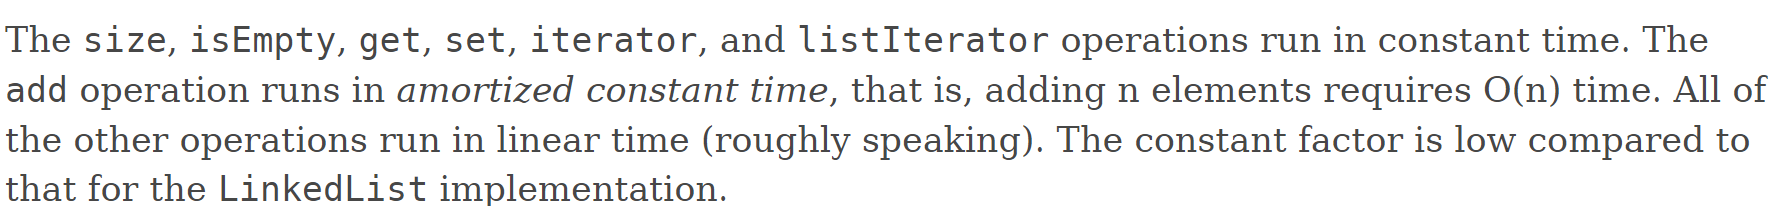 The size, isEmpty, get, set, iterator, and listIterator operations run in constant time. The
add operation runs in amortized constant time, that is, adding n elements requires O(n) time. All of
the other operations run in linear time (roughly speaking). The constant factor is low compared to
that for the LinkedList implementation.